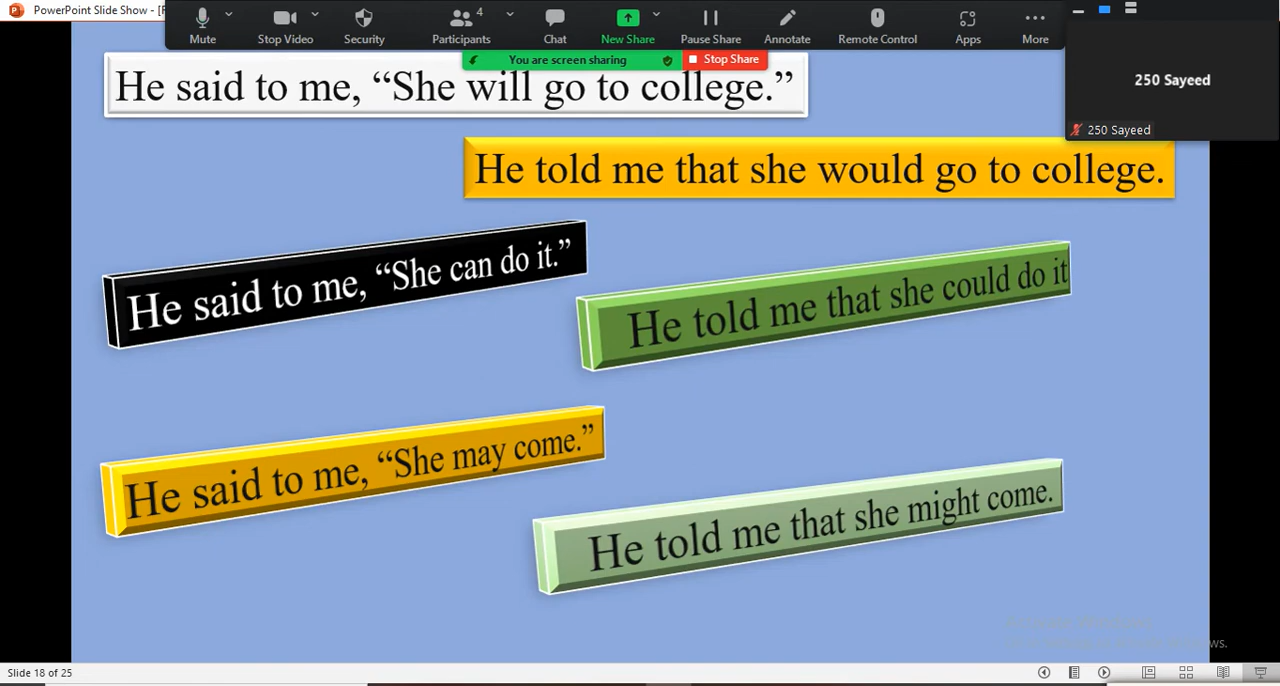 PowerPoint Slide Show - [
4
Mute
Stop Video
Security
Participants
Chat
New Share
Pause Share
Annotate
Remote Control
Apps
More
You are screen sharing
Stop Share
250 Sayeed
250 Sayeed
He said to me, “She will go to college.”
He told me that she would go to college.
He said to me, “She can do it.”
He told me that she could do it
He said to me, “She may come.”
He told me that she might come.
Slide 18 of 25